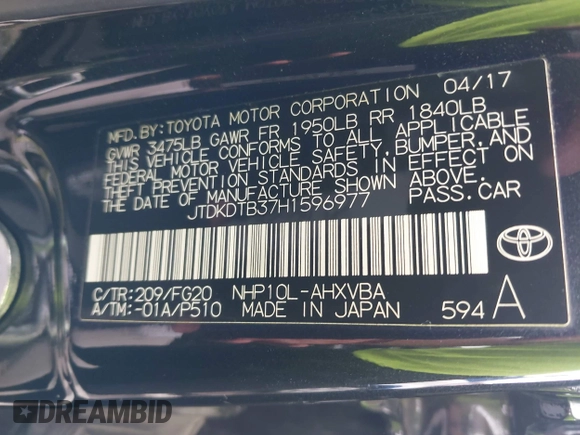 MFD. BY: TOYOTA MOTOR CORPORATION 04/17
GVWR 3475LB GAWR FR 1950LB RR 1840LB
THIS VEHICLE CONFORMS TO ALL APPLICABLE
FEDERAL MOTOR VEHICLE SAFETY, BUMPER, AND
THEFT PREVENTION STANDARDS IN EFFECT ON
THE DATE OF MANUFACTURE SHOWN ABOVE.
JTDKDTB37H1596977 PASS. CAR
C/TR: 209/FG20 NHP10L-AHXVBA
A/TM: -01A/P510 MADE IN JAPAN 594 A
DREAMBID